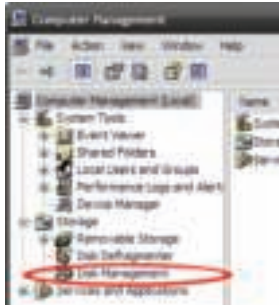 Computer Management
File Action View Window Help
Computer Management (Local)
System Tools
Event Viewer
Shared Folders
Local Users and Groups
Performance Logs and Alert
Device Manager
Storage
Removable Storage
Disk Defragmenter
Disk Management
Services and Applications
Name